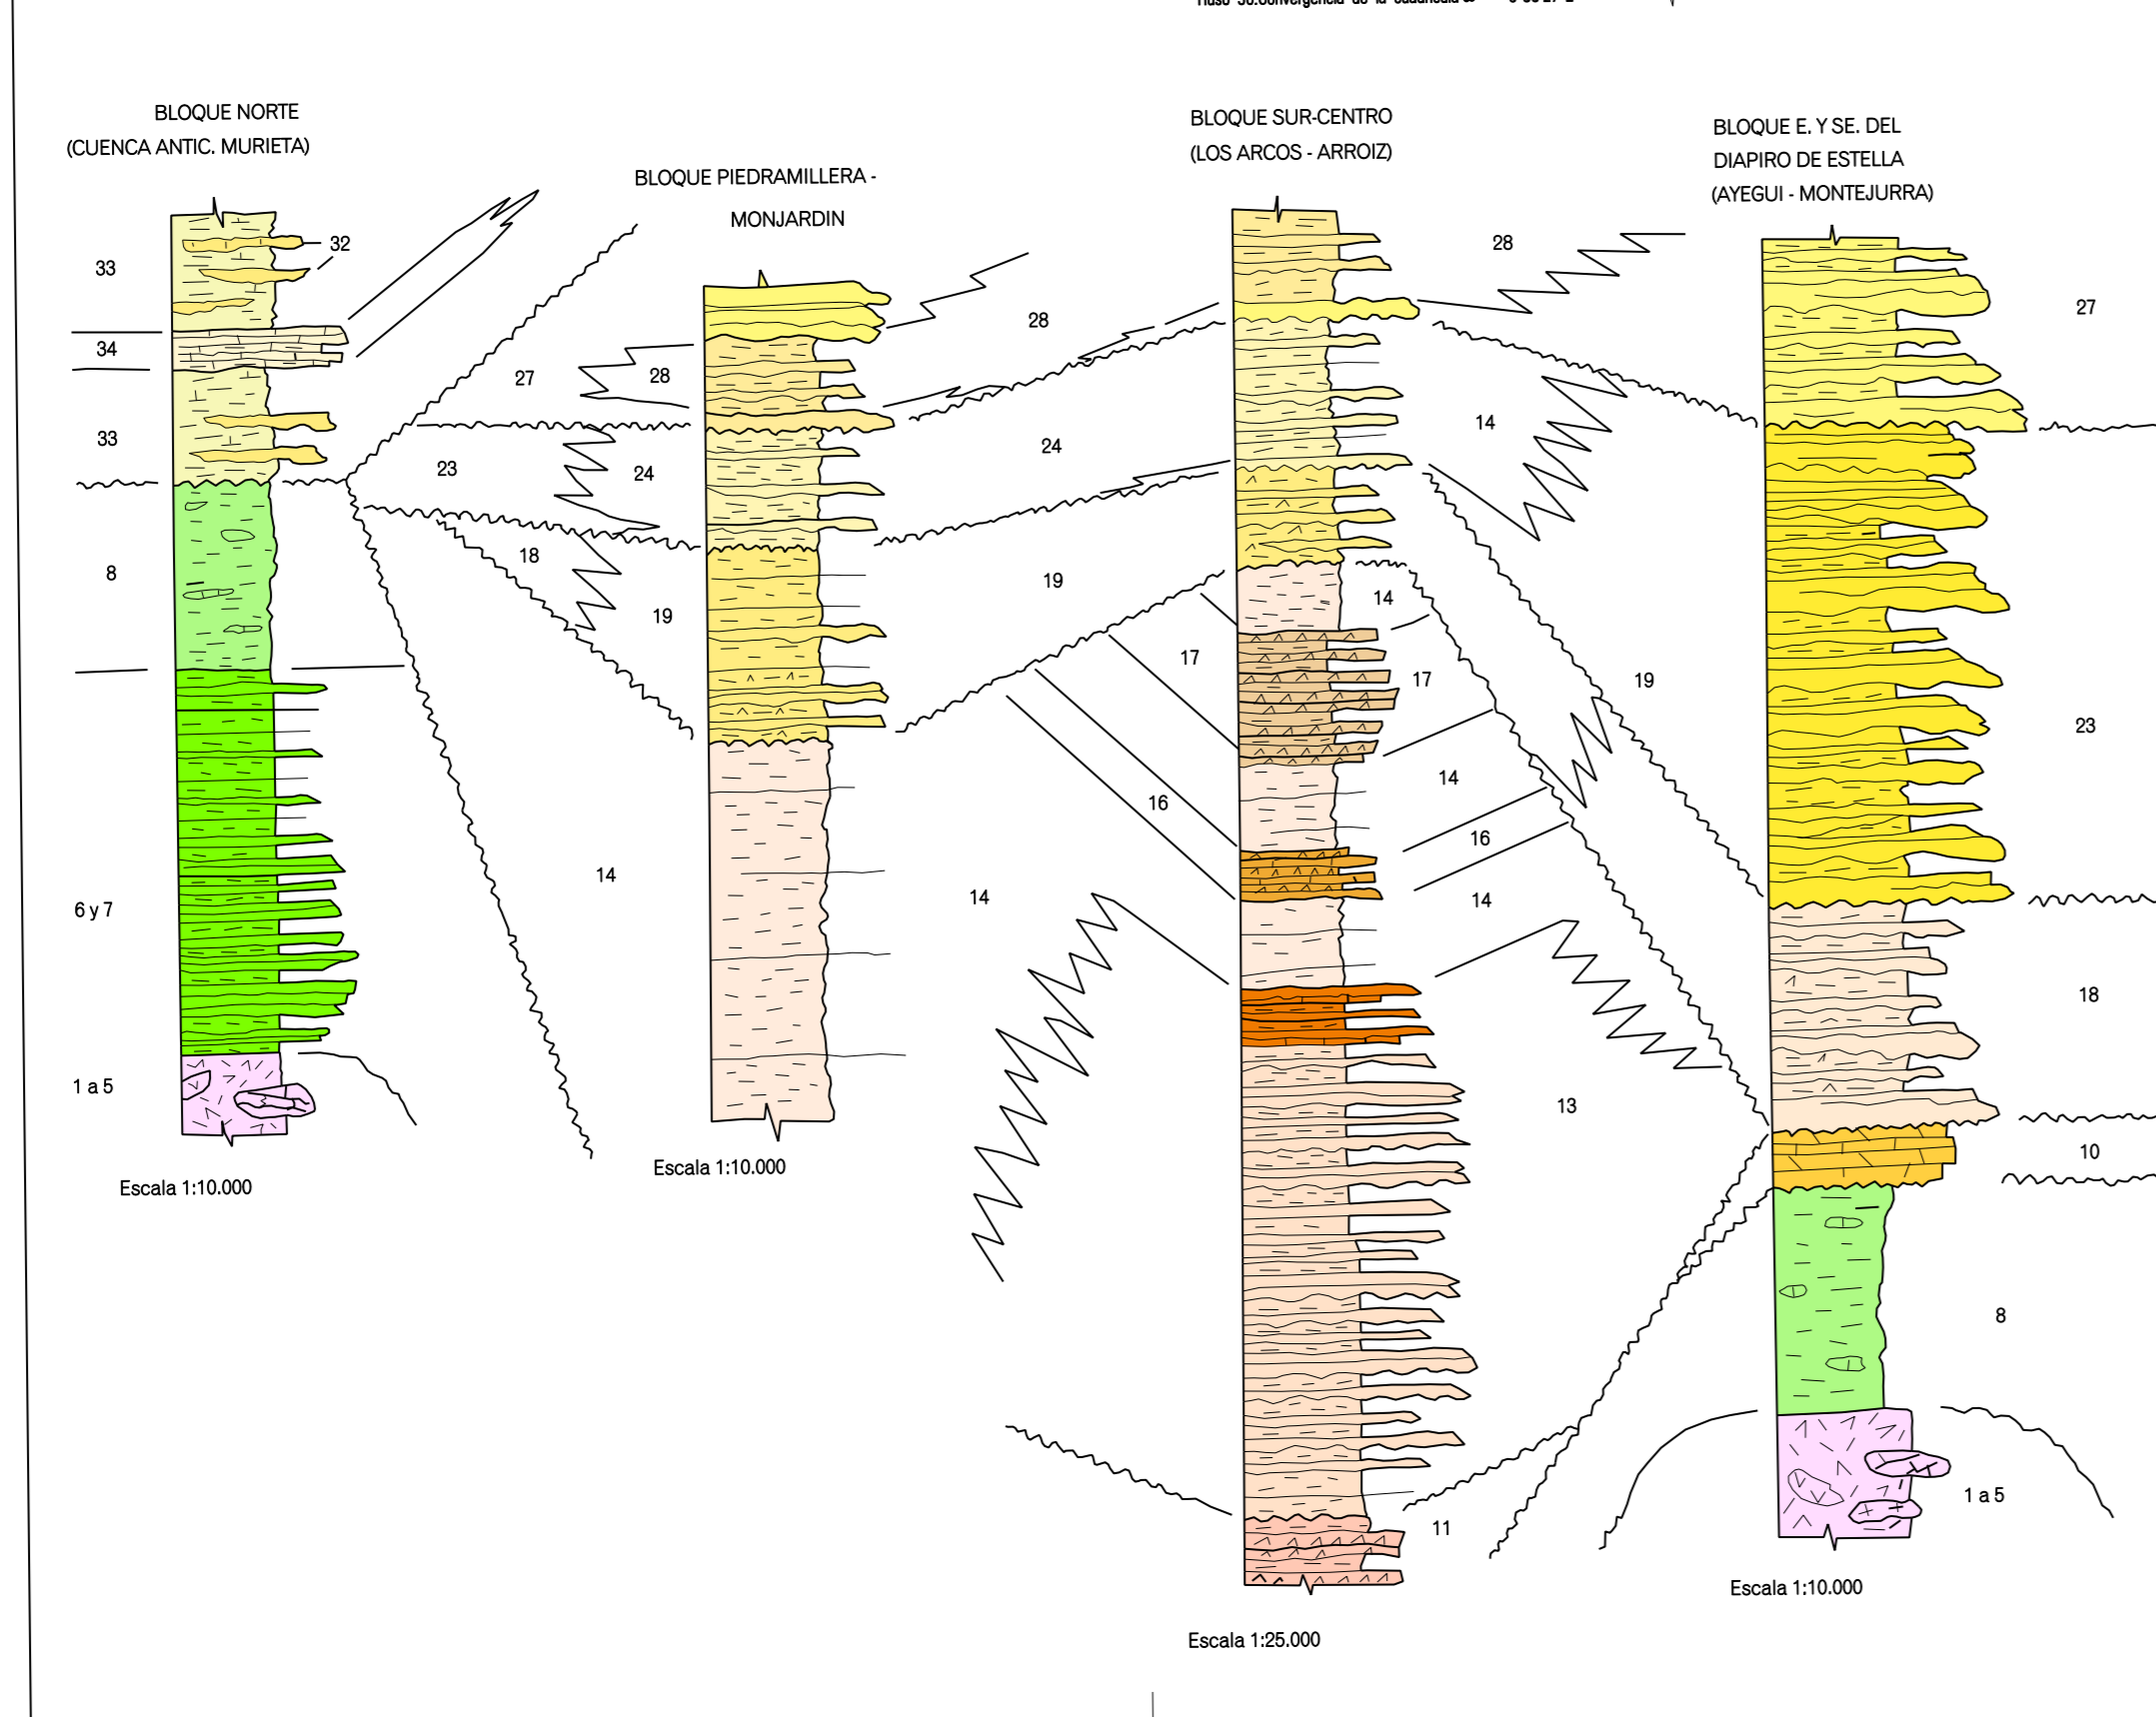 BLOQUE NORTE
(CUENCA ANTIC. MURIETA)
33
32
34
33
8
6 y 7
1 a 5
Escala 1:10.000
27
28
23
24
18
19
14
BLOQUE PIEDRAMILLERA -
MONJARDIN
Escala 1:10.000
28
24
19
17
16
14
BLOQUE SUR-CENTRO
(LOS ARCOS - ARROIZ)
28
14
14
17
19
14
16
14
13
11
Escala 1:25.000
BLOQUE E. Y SE. DEL
DIAPIRO DE ESTELLA
(AYEGUI - MONTEJURRA)
27
23
18
10
8
1 a 5
Escala 1:10.000